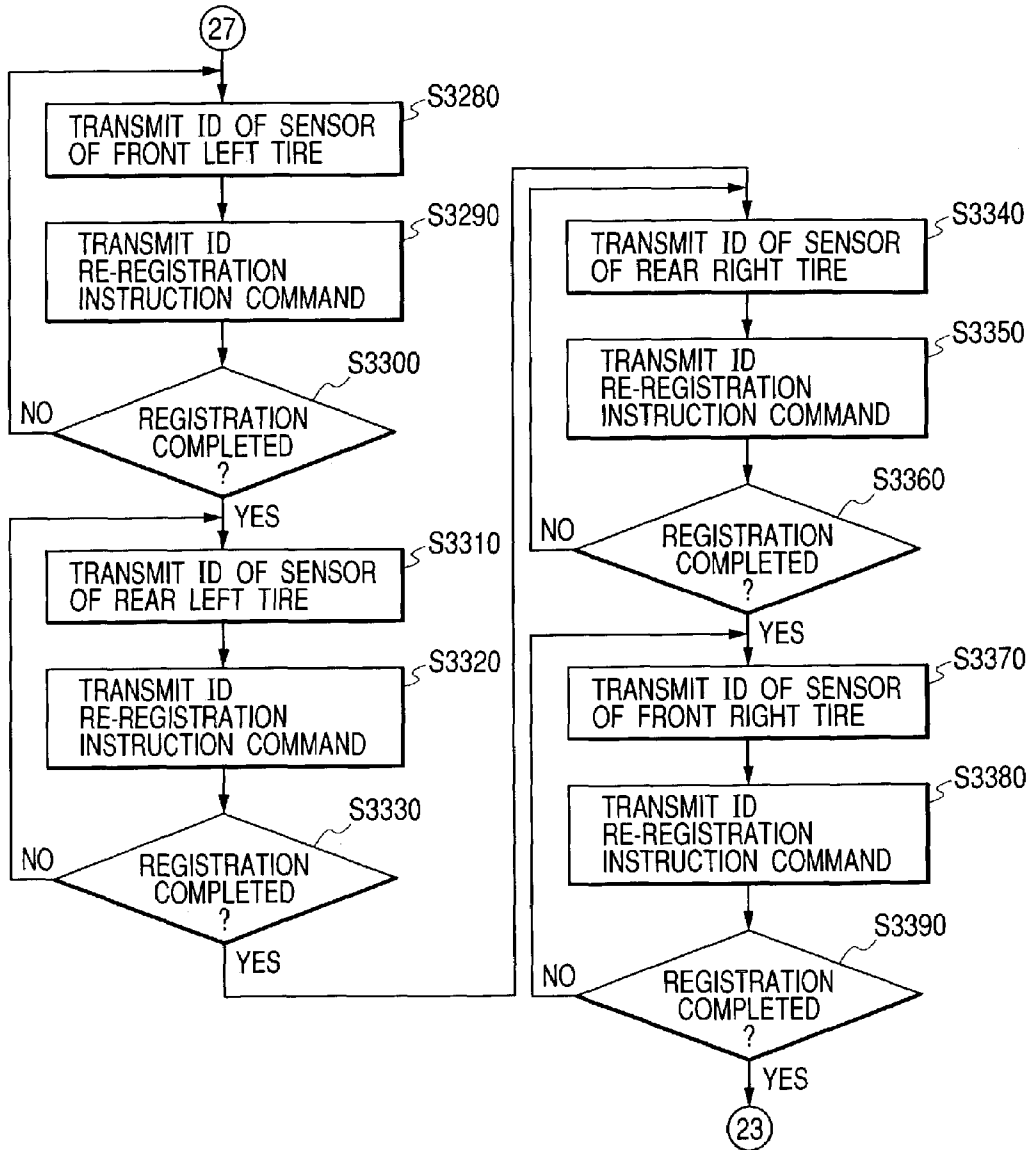 27
S3280
TRANSMIT ID OF SENSOR
OF FRONT LEFT TIRE
S3290
TRANSMIT ID
RE-REGISTRATION
INSTRUCTION COMMAND
S3300
NO
REGISTRATION
COMPLETED
?
YES
S3310
TRANSMIT ID OF SENSOR
OF REAR LEFT TIRE
S3320
TRANSMIT ID
RE-REGISTRATION
INSTRUCTION COMMAND
S3330
NO
REGISTRATION
COMPLETED
?
YES
S3340
TRANSMIT ID OF SENSOR
OF REAR RIGHT TIRE
S3350
TRANSMIT ID
RE-REGISTRATION
INSTRUCTION COMMAND
S3360
NO
REGISTRATION
COMPLETED
?
YES
S3370
TRANSMIT ID OF SENSOR
OF FRONT RIGHT TIRE
S3380
TRANSMIT ID
RE-REGISTRATION
INSTRUCTION COMMAND
S3390
NO
REGISTRATION
COMPLETED
?
YES
23